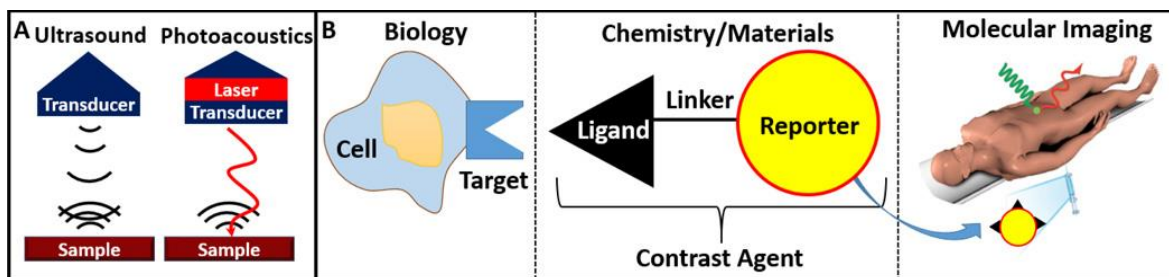 A
Ultrasound
Photoacoustics
Transducer
Laser
Transducer
Sample
Sample
B
Biology
Cell
Target
Chemistry/Materials
Ligand
Linker
Reporter
Contrast Agent
Molecular Imaging